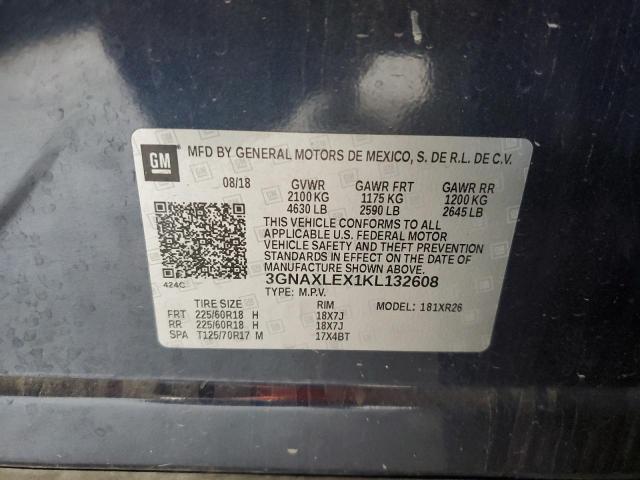 GM MFD BY GENERAL MOTORS DE MEXICO, S. DE R.L. DE C.V.
08/18 GVWR GAWR FRT GAWR RR
2100 KG 1175 KG 1200 KG
4630 LB 2590 LB 2645 LB
THIS VEHICLE CONFORMS TO ALL
APPLICABLE U.S. FEDERAL MOTOR
VEHICLE SAFETY AND THEFT PREVENTION
STANDARDS IN EFFECT ON THE DATE OF
MANUFACTURE SHOWN ABOVE.
424C 3GNAXLEX1KL132608
TYPE: M.P.V.
TIRE SIZE RIM MODEL: 181XR26
FRT 225/60R18 H 18X7J
RR 225/60R18 H 18X7J
SPA T125/70R17 M 17X4BT